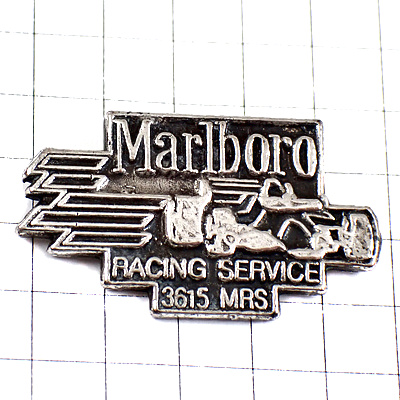 Marlboro
RACING SERVICE
3615 MRS